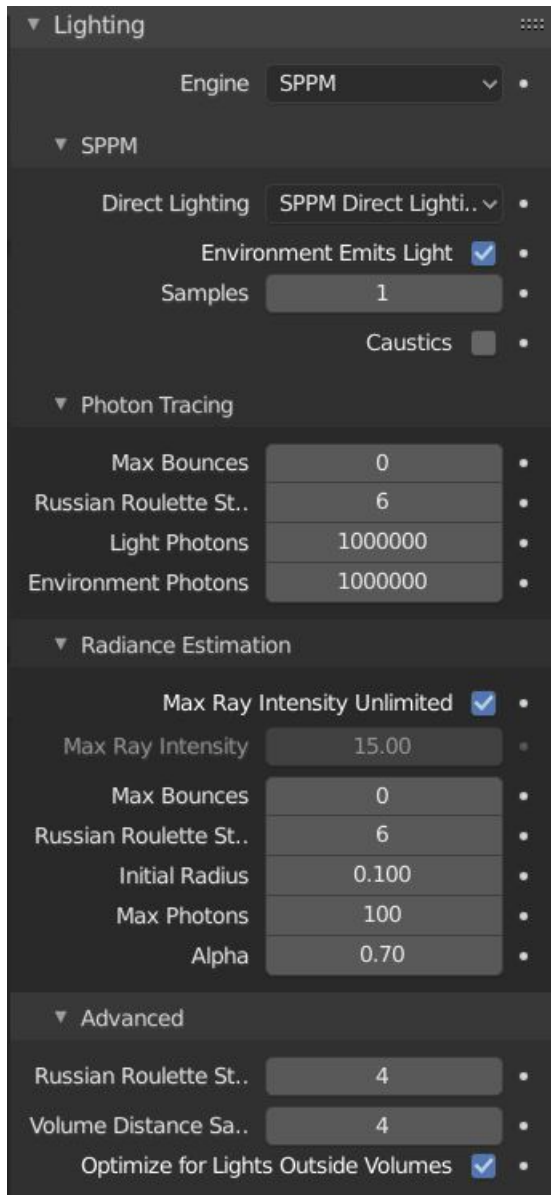 Lighting
Engine SPPM
SPPM
Direct Lighting SPPM Direct Lighti..
Environment Emits Light
Samples 1
Caustics
Photon Tracing
Max Bounces 0
Russian Roulette St.. 6
Light Photons 1000000
Environment Photons 1000000
Radiance Estimation
Max Ray Intensity Unlimited
Max Ray Intensity 15.00
Max Bounces 0
Russian Roulette St.. 6
Initial Radius 0.100
Max Photons 100
Alpha 0.70
Advanced
Russian Roulette St.. 4
Volume Distance Sa.. 4
Optimize for Lights Outside Volumes